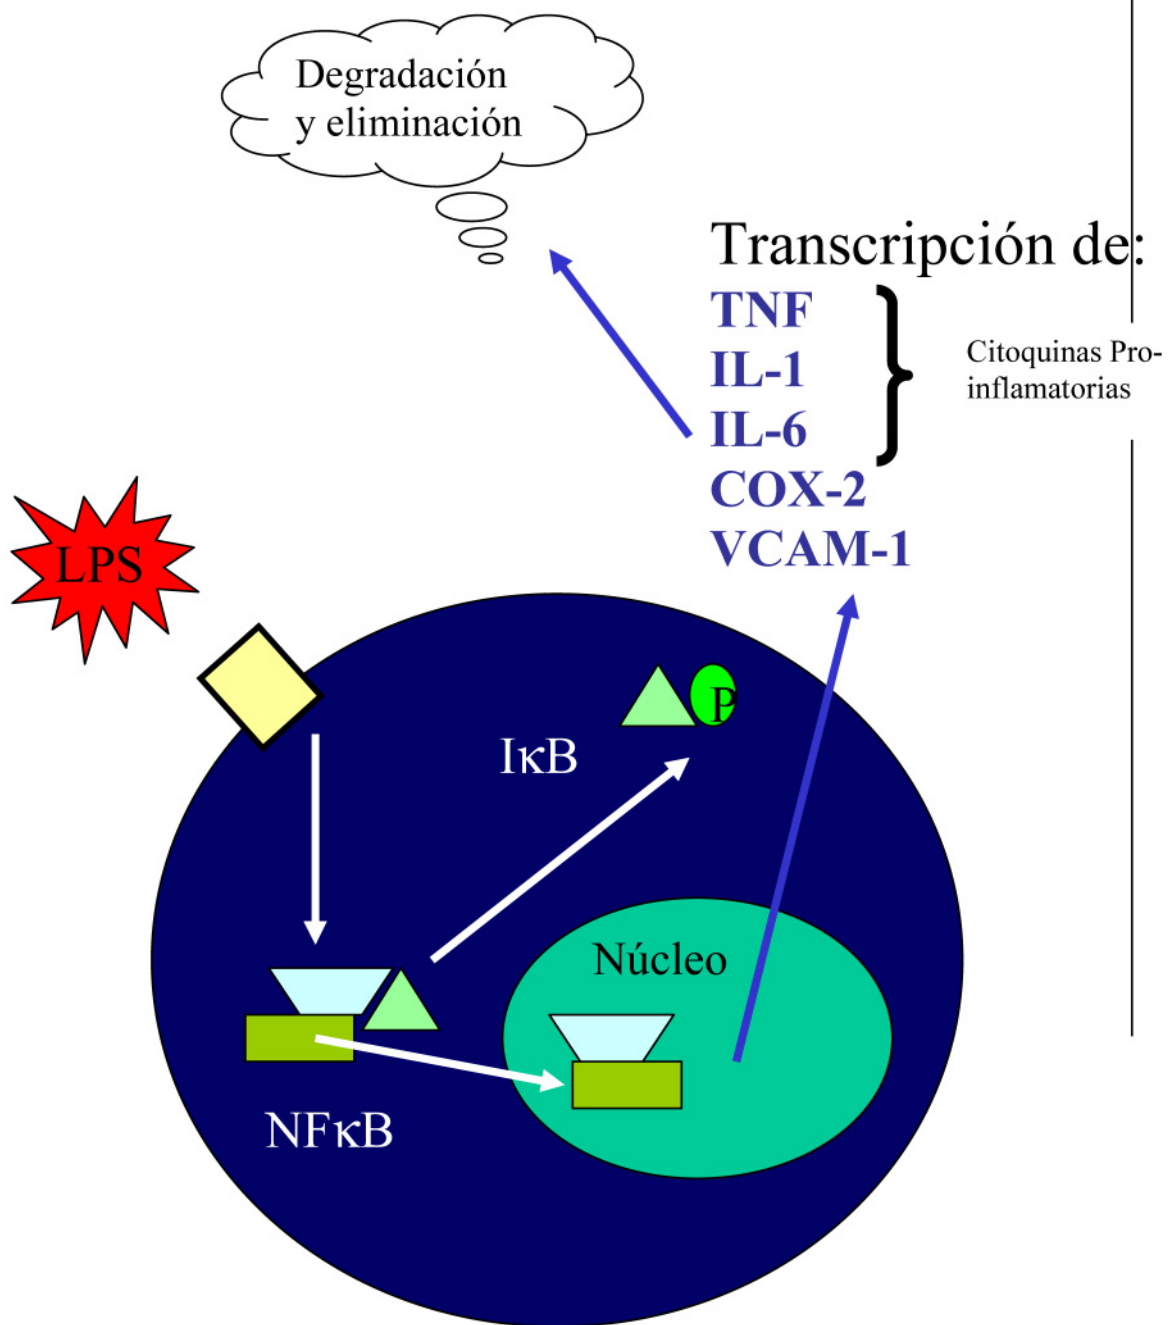 Degradación
y eliminación
Transcripción de:
TNF
IL-1
IL-6
COX-2
VCAM-1
Citoquinas Pro-
inflamatorias
LPS
P
IκB
Núcleo
NFκB